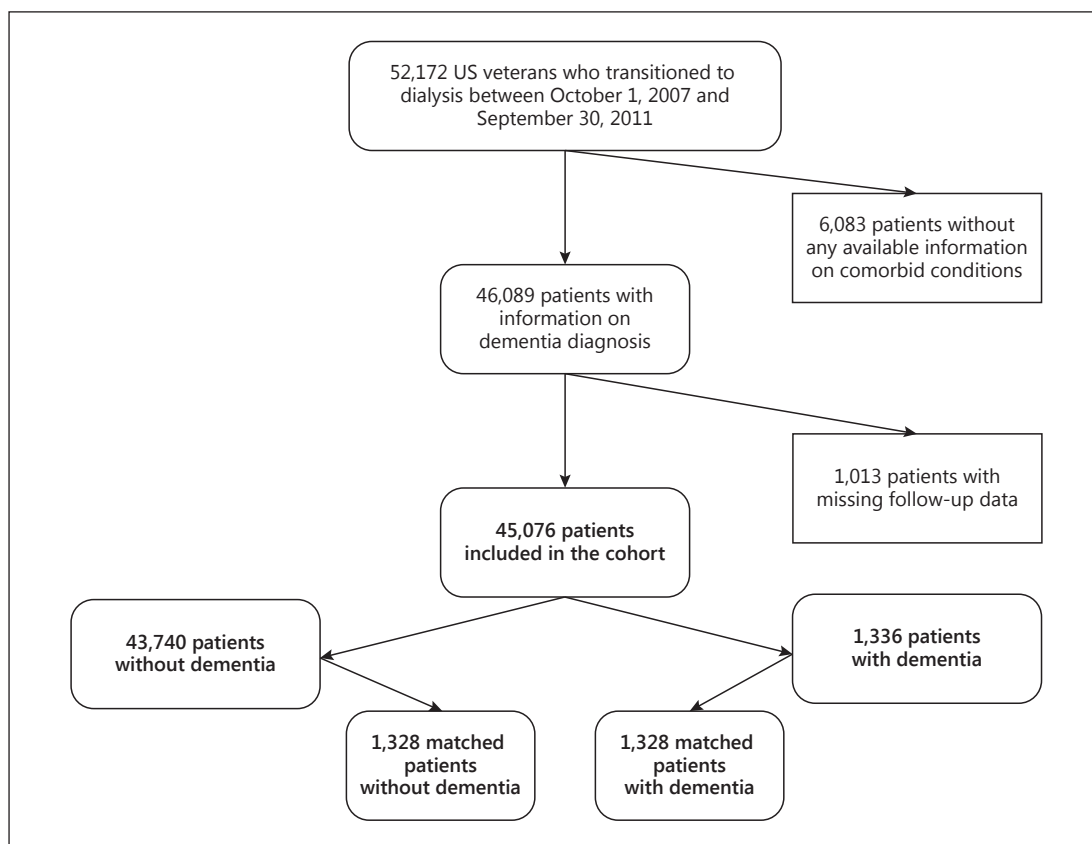 52,172 US veterans who transitioned to
dialysis between October 1, 2007 and
September 30, 2011
6,083 patients without
any available information
on comorbid conditions
46,089 patients with
information on
dementia diagnosis
1,013 patients with
missing follow-up data
45,076 patients
included in the cohort
43,740 patients
without dementia
1,336 patients
with dementia
1,328 matched
patients
without dementia
1,328 matched
patients
with dementia